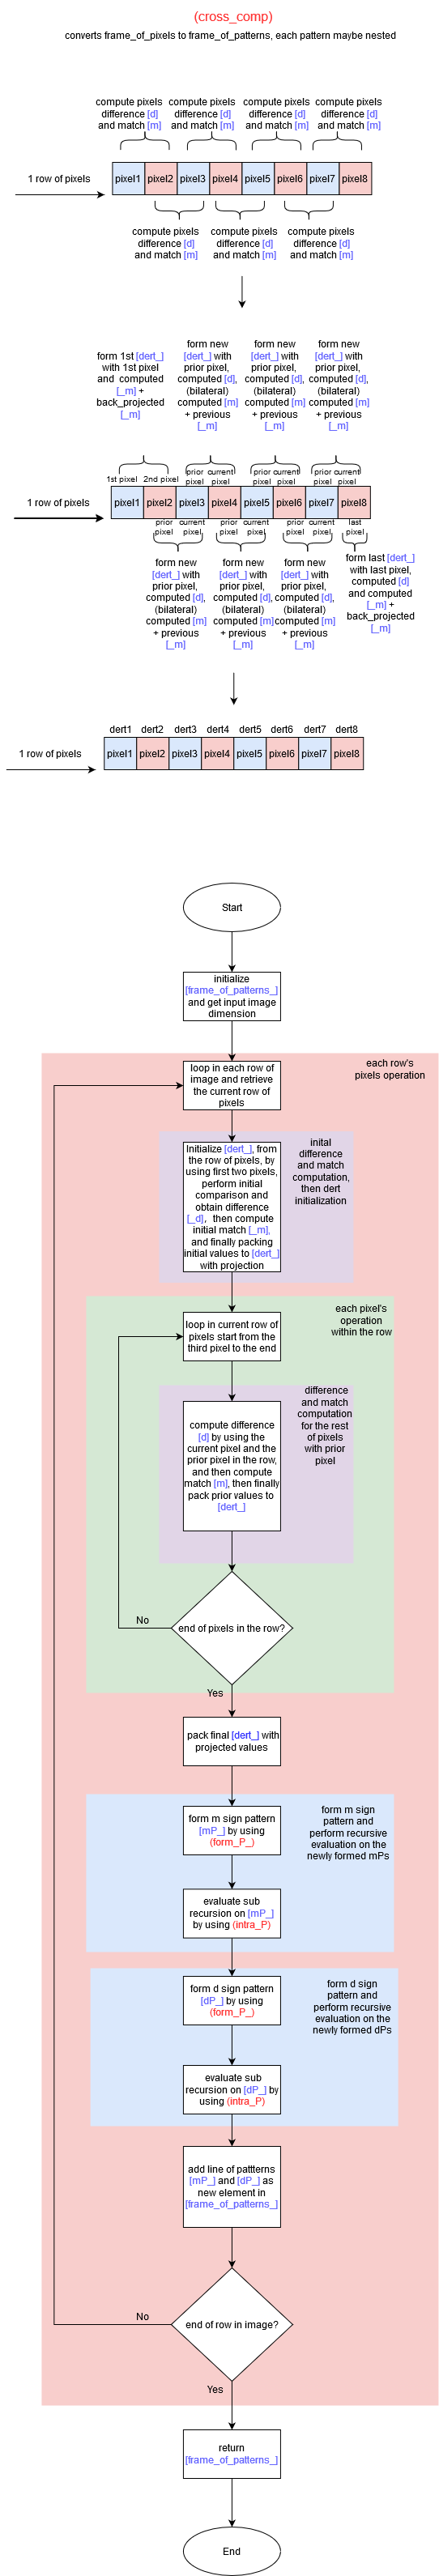 (cross_comp)
converts frame_of_pixels to frame_of_patterns, each pattern maybe nested
compute pixels
difference [d]
and match [m]
compute pixels
difference [d]
and match [m]
compute pixels
difference [d]
and match [m]
compute pixels
difference [d]
and match [m]
1 row of pixels
pixel1 pixel2 pixel3 pixel4 pixel5 pixel6 pixel7 pixel8
compute pixels
difference [d]
and match [m]
compute pixels
difference [d]
and match [m]
compute pixels
difference [d]
and match [m]
form 1st [dert_]
with 1st pixel
and computed
[_m] +
back_projected
[_m]
form new
[dert_] with
prior pixel,
computed [d],
(bilateral)
computed [m]
+ previous
[_m]
form new
[dert_] with
prior pixel,
computed [d],
(bilateral)
computed [m]
+ previous
[_m]
form new
[dert_] with
prior pixel,
computed [d],
(bilateral)
computed [m]
+ previous
[_m]
1st pixel 2nd pixel
prior
pixel
current
pixel
prior
pixel
current
pixel
prior
pixel
current
pixel
1 row of pixels
pixel1 pixel2 pixel3 pixel4 pixel5 pixel6 pixel7 pixel8
prior
pixel
current
pixel
prior
pixel
current
pixel
prior
pixel
current
pixel
last
pixel
form new
[dert_] with
prior pixel,
computed [d],
(bilateral)
computed [m]
+ previous
[_m]
form new
[dert_] with
prior pixel,
computed [d],
(bilateral)
computed [m]
+ previous
[_m]
form new
[dert_] with
prior pixel,
computed [d],
(bilateral)
computed [m]
+ previous
[_m]
form last [dert_]
with last pixel,
computed [d]
and computed
[_m] +
back_projected
[_m]
dert1 dert2 dert3 dert4 dert5 dert6 dert7 dert8
1 row of pixels
pixel1 pixel2 pixel3 pixel4 pixel5 pixel6 pixel7 pixel8
Start
initialize
[frame_of_patterns_]
and get input image
dimension
each row's
pixels operation
loop in each row of
image and retrieve
the current row of
pixels
inital
difference
and match
computation,
then dert
initialization
Initialize [dert_], from
the row of pixels, by
using first two pixels,
perform initial
comparison and
obtain difference
[_d], then compute
initial match [_m],
and finally packing
initial values to [dert_]
with projection
each pixel's
operation
within the row
loop in current row of
pixels start from the
third pixel to the end
difference
and match
computation
for the rest
of pixels
with prior
pixel
compute difference
[d] by using the
current pixel and the
prior pixel in the row,
and then compute
match [m], then finally
pack prior values to
[dert_]
end of pixels in the row?
No
Yes
pack final [dert_] with
projected values
form m sign
pattern and
perform recursive
evaluation on the
newly formed mPs
form m sign pattern
[mP_] by using
(form_P_)
evaluate sub
recursion on [mP_]
by using (intra_P)
form d sign
pattern and
perform recursive
evaluation on the
newly formed dPs
form d sign pattern
[dP_] by using
(form_P_)
evaluate sub
recursion on [dP_] by
using (intra_P)
add line of pattterns
[mP_] and [dP_] as
new element in
[frame_of_patterns_]
end of row in image?
No
Yes
return
[frame_of_patterns_]
End